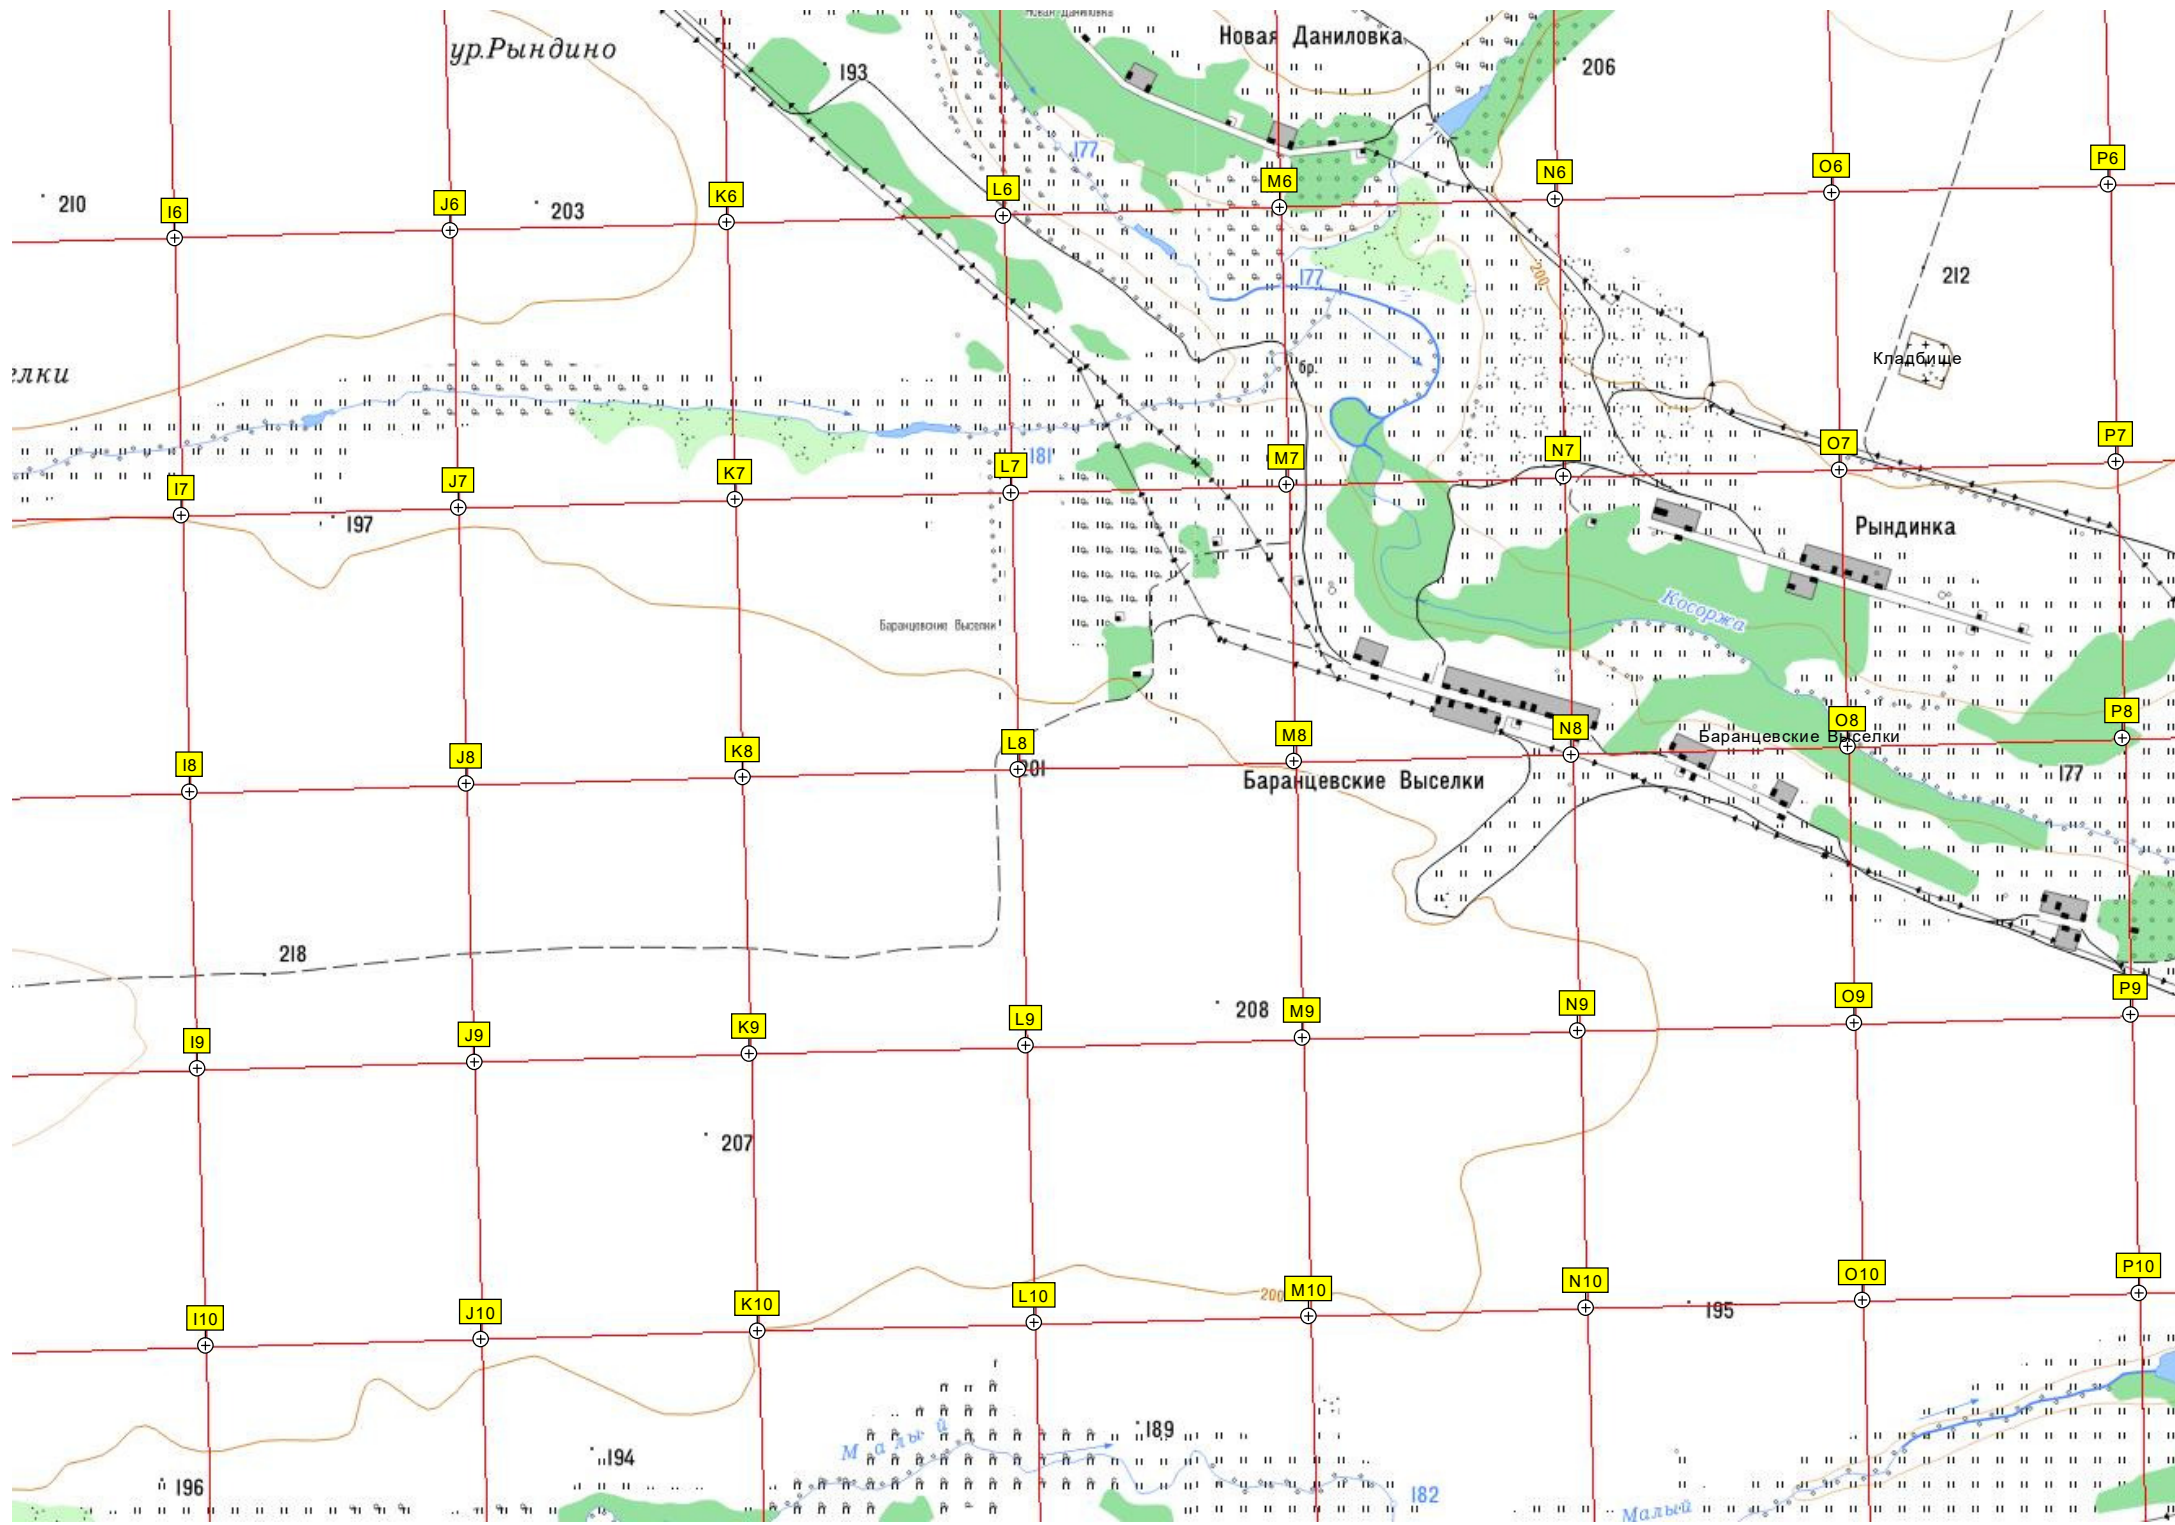 Новая Даниловка
Новая Даниловка
ур.Рындино
193
206
177
210
203
I6
J6
K6
L6
M6
N6
O6
P6
177
200
212
Кладбище
елки
бр.
181
I7
J7
K7
L7
M7
N7
O7
P7
197
Рындинка
Косоржа
Баранцевские Выселки
I8
J8
K8
L8
M8
N8
O8
P8
Баранцевские Выселки
201
177
Баранцевские Выселки
218
208
I9
J9
K9
L9
M9
N9
O9
P9
207
200
195
I10
J10
K10
L10
M10
N10
O10
P10
Малый
189
194
196
182
Малый